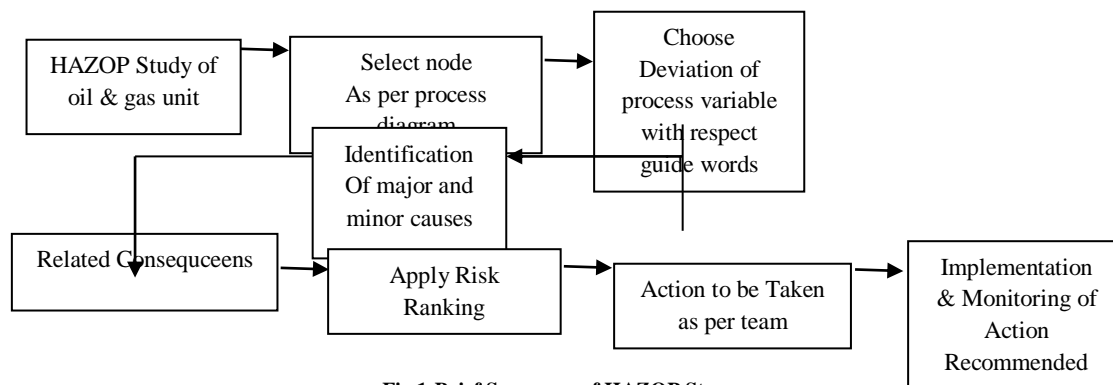 HAZOP Study of
oil & gas unit
Select node
As per process
diagram
Choose
Deviation of
process variable
with respect
guide words
Identification
Of major and
minor causes
Related Consequceens
Apply Risk
Ranking
Action to be Taken
as per team
Implementation
& Monitoring of
Action
Recommended